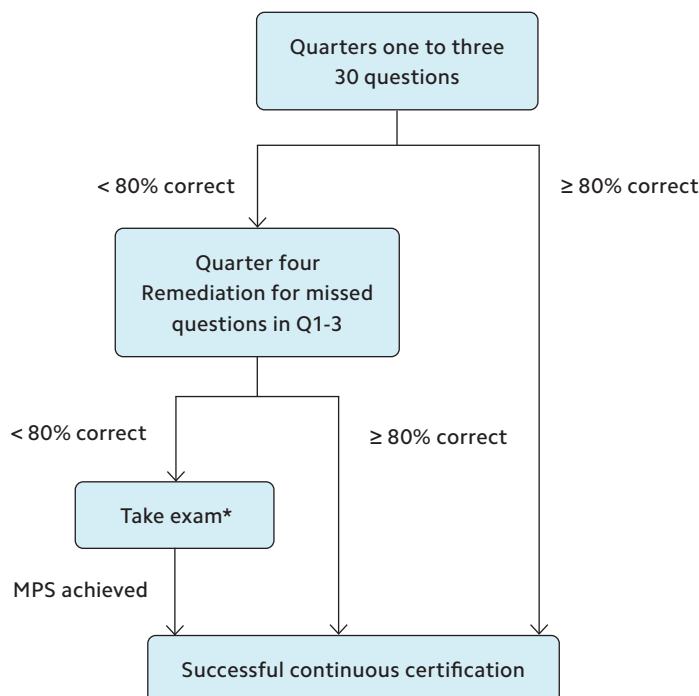 Quarters one to three
30 questions
< 80% correct
≥ 80% correct
Quarter four
Remediation for missed
questions in Q1-3
< 80% correct
≥ 80% correct
Take exam*
MPS achieved
Successful continuous certification